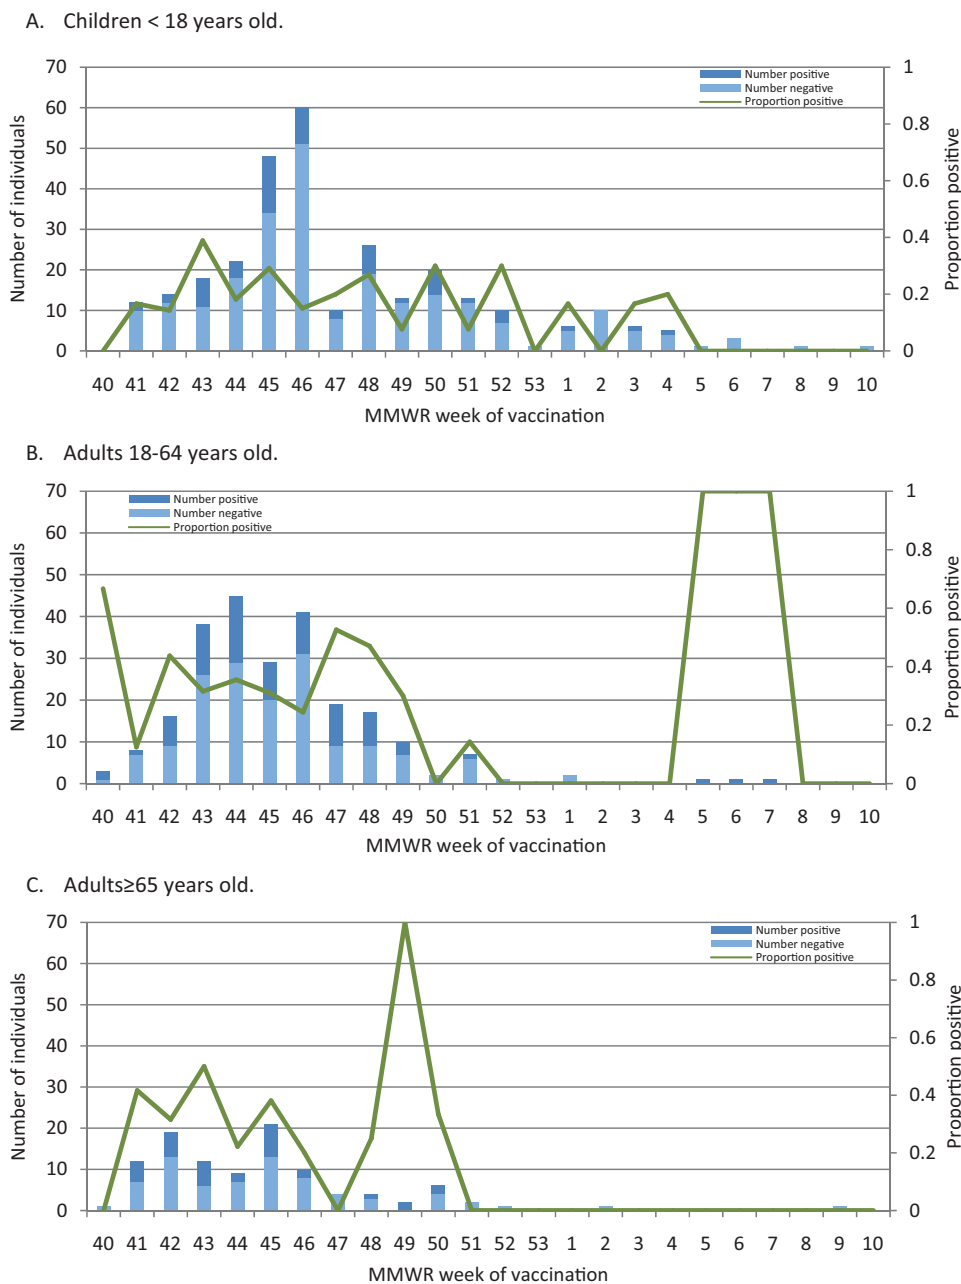 A. Children < 18 years old.
70
60
50
40
30
20
10
0
Number of individuals
1
0.8
0.6
0.4
0.2
0
Proportion positive
Number positive
Number negative
Proportion positive
40 41 42 43 44 45 46 47 48 49 50 51 52 53 1 2 3 4 5 6 7 8 9 10
MMWR week of vaccination
B. Adults 18-64 years old.
70
60
50
40
30
20
10
0
Number of individuals
1
0.8
0.6
0.4
0.2
0
Proportion positive
Number positive
Number negative
Proportion positive
40 41 42 43 44 45 46 47 48 49 50 51 52 53 1 2 3 4 5 6 7 8 9 10
MMWR week of vaccination
C. Adults≥65 years old.
70
60
50
40
30
20
10
0
Number of individuals
1
0.8
0.6
0.4
0.2
0
Proportion positive
Number positive
Number negative
Proportion positive
40 41 42 43 44 45 46 47 48 49 50 51 52 53 1 2 3 4 5 6 7 8 9 10
MMWR week of vaccination